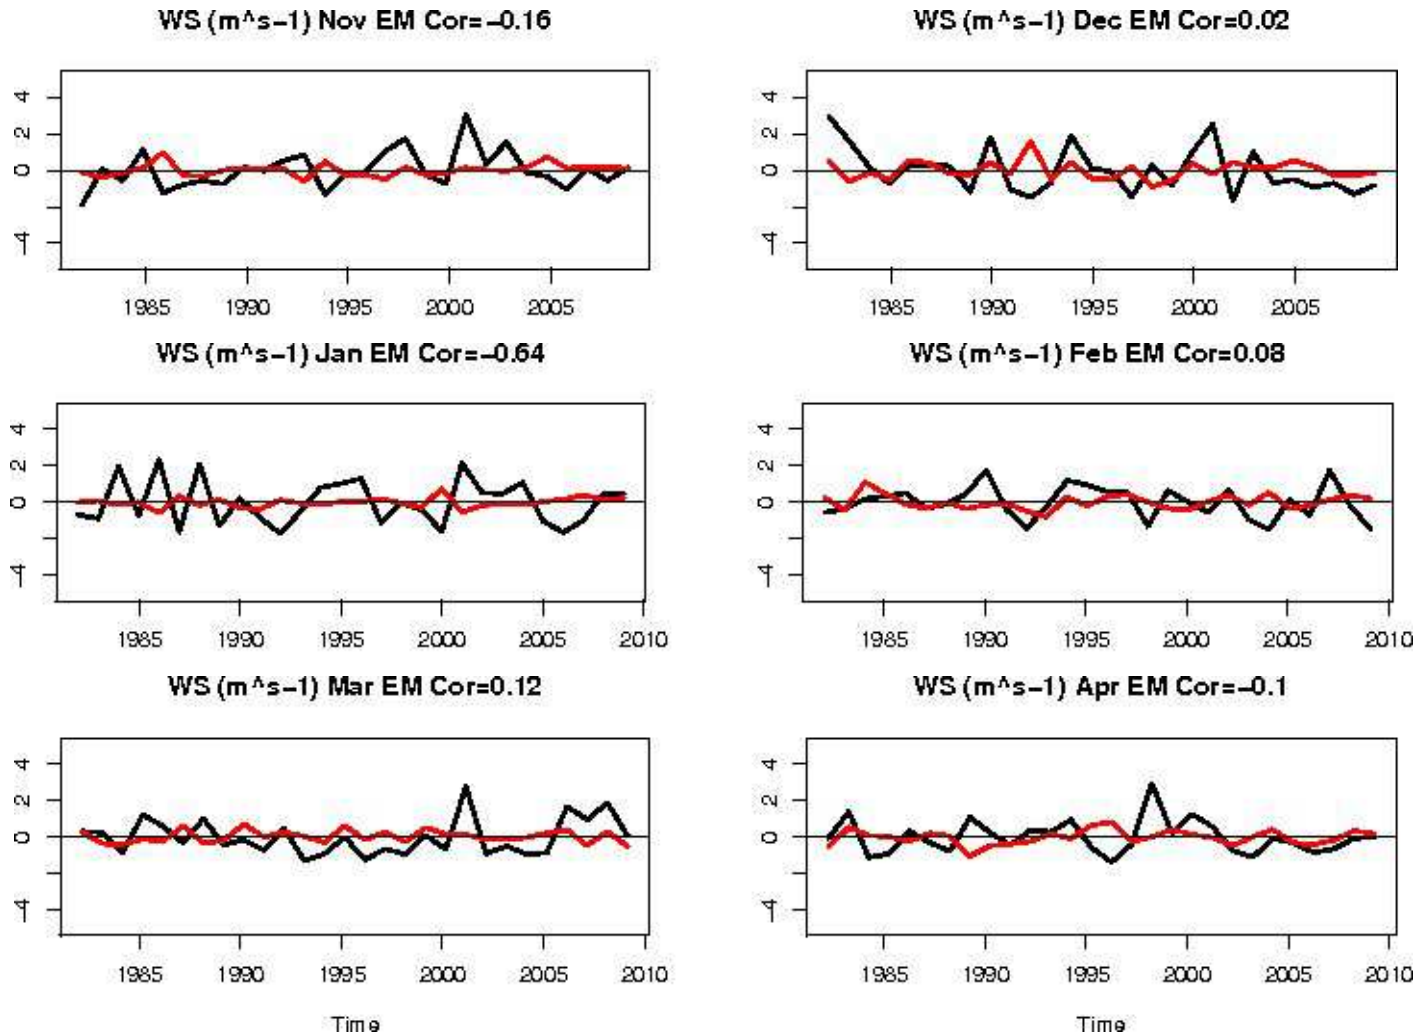 WS (m^s−1) Nov EM Cor=−0.16
4
2
0
−4
1985 1990 1995 2000 2005
WS (m^s−1) Dec EM Cor=0.02
4
2
0
−4
1985 1990 1995 2000 2005
WS (m^s−1) Jan EM Cor=−0.64
4
2
0
−4
1985 1990 1995 2000 2005 2010
WS (m^s−1) Feb EM Cor=0.08
4
2
0
−4
1985 1990 1995 2000 2005 2010
WS (m^s−1) Mar EM Cor=0.12
4
2
0
−4
1985 1990 1995 2000 2005 2010
Time
WS (m^s−1) Apr EM Cor=−0.1
4
2
0
−4
1985 1990 1995 2000 2005 2010
Time